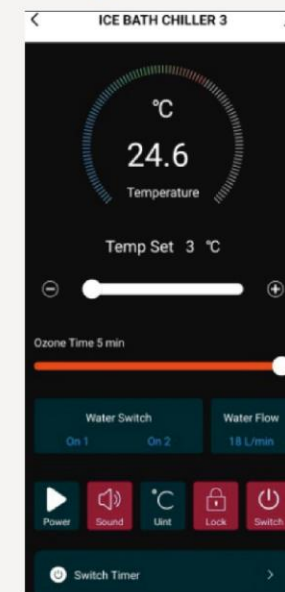 ICE BATH CHILLER 3
°C
24.6
Temperature
Temp Set 3 °C
Ozone Time 5 min
Water Switch
On 1 On 2
Water Flow
18 L/min
°C
Power Sound Uint Lock Switch
Switch Timer